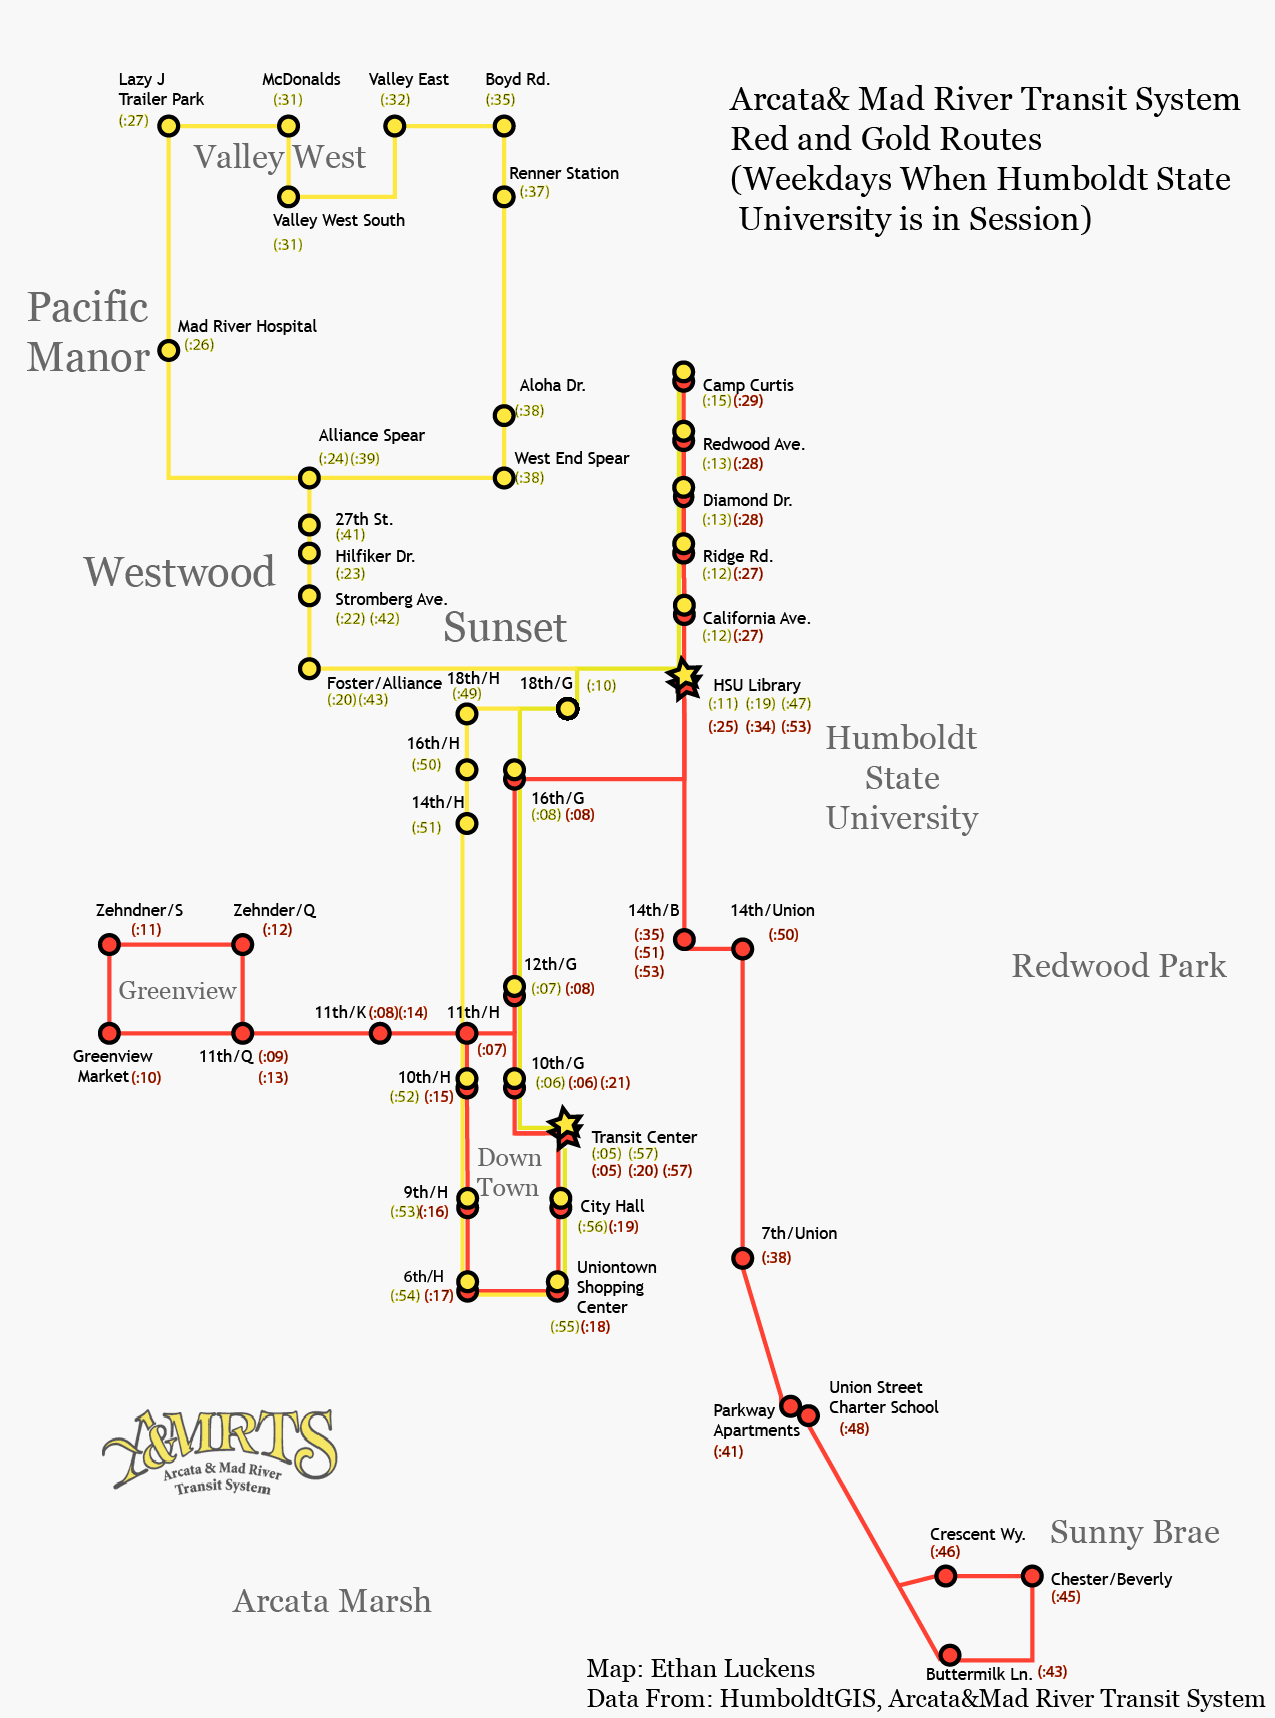 Arcata& Mad River Transit System
Red and Gold Routes
(Weekdays When Humboldt State
University is in Session)
Lazy J
Trailer Park
(:27)
McDonalds
(:31)
Valley East
(:32)
Boyd Rd.
(:35)
Valley West
Renner Station
(:37)
Valley West South
(:31)
Pacific
Manor
Mad River Hospital
(:26)
Aloha Dr.
(:38)
Camp Curtis
(:15)(:29)
Alliance Spear
(:24)(:39)
West End Spear
(:38)
Redwood Ave.
(:13)(:28)
Diamond Dr.
(:13)(:28)
27th St.
(:41)
Hilfiker Dr.
(:23)
Westwood
Ridge Rd.
(:12)(:27)
Stromberg Ave.
(:22) (:42)
Sunset
California Ave.
(:12)(:27)
Foster/Alliance
(:20)(:43)
18th/H
(:49)
18th/G
(:10)
HSU Library
(:11) (:19) (:47)
(:25) (:34) (:53)
Humboldt
State
University
16th/H
(:50)
14th/H
(:51)
16th/G
(:08) (:08)
Zehndner/S
(:11)
Zehnder/Q
(:12)
14th/B
(:35)
(:51)
(:53)
14th/Union
(:50)
Redwood Park
12th/G
(:07) (:08)
Greenview
11th/K (:08)(:14)
11th/H
(:07)
Greenview
Market (:10)
11th/Q (:09)
(:13)
10th/H
(:52) (:15)
10th/G
(:06) (:06) (:21)
Transit Center
(:05) (:57)
(:05) (:20) (:57)
Down
Town
9th/H
(:53)(:16)
City Hall
(:56)(:19)
7th/Union
(:38)
6th/H
(:54) (:17)
Uniontown
Shopping
Center
(:55)(:18)
Parkway
Apartments
(:41)
Union Street
Charter School
(:48)
A&MRTS
Arcata & Mad River
Transit System
Crescent Wy.
(:46)
Sunny Brae
Chester/Beverly
(:45)
Arcata Marsh
Buttermilk Ln. (:43)
Map: Ethan Luckens
Data From: HumboldtGIS, Arcata&Mad River Transit System